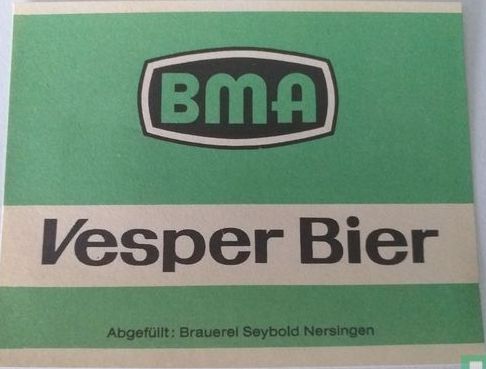 BMA
Vesper Bier
Abgefüllt: Brauerei Seybold Nersingen